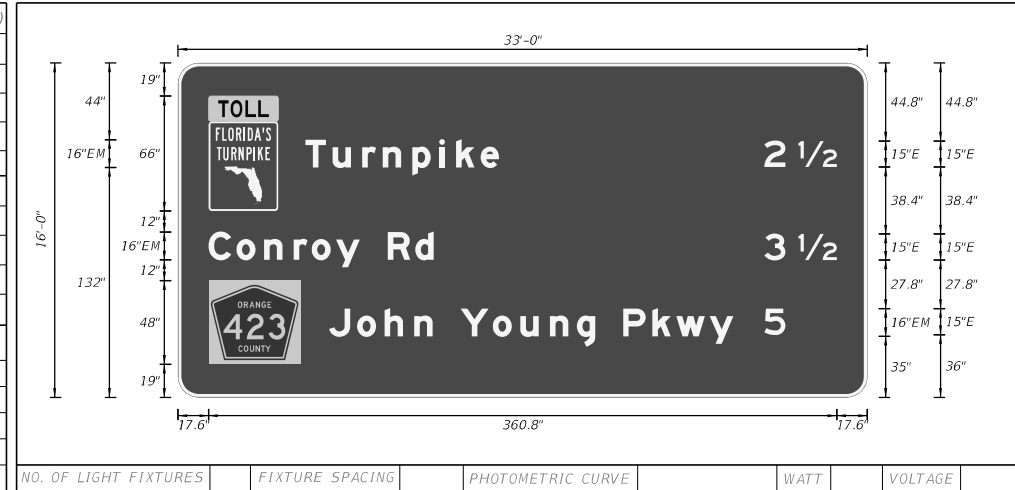 33'-0"
19"
44"
44.8"
44.8"
TOLL
FLORIDA'S
TURNPIKE
Turnpike 2 1/2
16"EM
66"
15"E
15"E
38.4"
38.4"
16'-0"
12"
16"EM
Conroy Rd 3 1/2
15"E
15"E
12"
132"
27.8"
27.8"
ORANGE
423
COUNTY
John Young Pkwy 5
48"
16"EM
15"E
35"
36"
19"
17.6"
360.8"
17.6"
NO. OF LIGHT FIXTURES FIXTURE SPACING PHOTOMETRIC CURVE WATT VOLTAGE